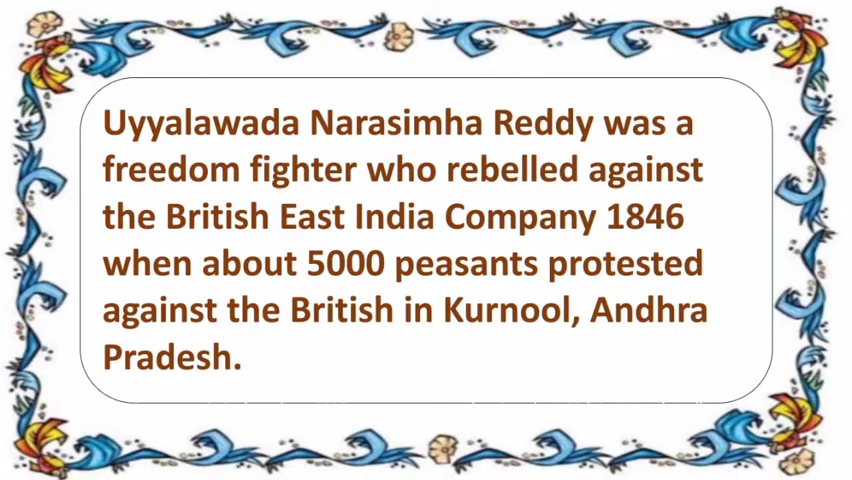 Uyyalawada Narasimha Reddy was a
freedom fighter who rebelled against
the British East India Company 1846
when about 5000 peasants protested
against the British in Kurnool, Andhra
Pradesh.